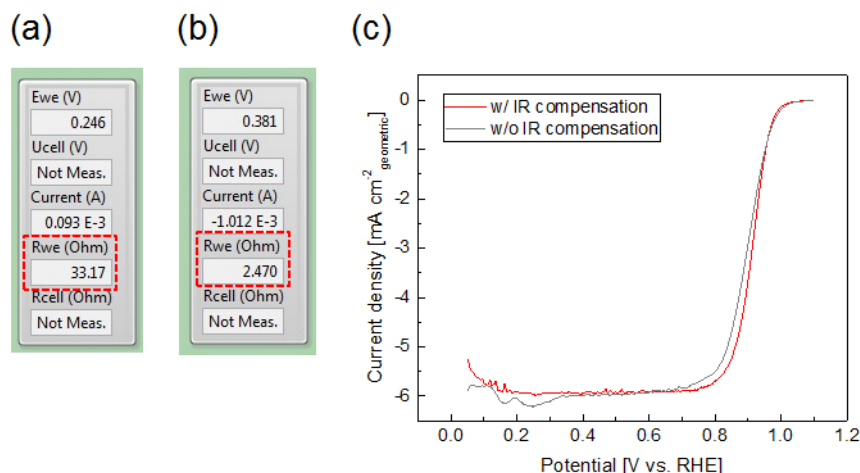 (a)
Ewe (V)
0.246
Ucell (V)
Not Meas.
Current (A)
0.093 E-3
Rwe (Ohm)
33.17
Rcell (Ohm)
Not Meas.
(b)
Ewe (V)
0.381
Ucell (V)
Not Meas.
Current (A)
-1.012 E-3
Rwe (Ohm)
2.470
Rcell (Ohm)
Not Meas.
(c)
w/ IR compensation
w/o IR compensation
Current density [mA cm-2geometric]
0
-1
-2
-3
-4
-5
-6
0.0 0.2 0.4 0.6 0.8 1.0 1.2
Potential [V vs. RHE]